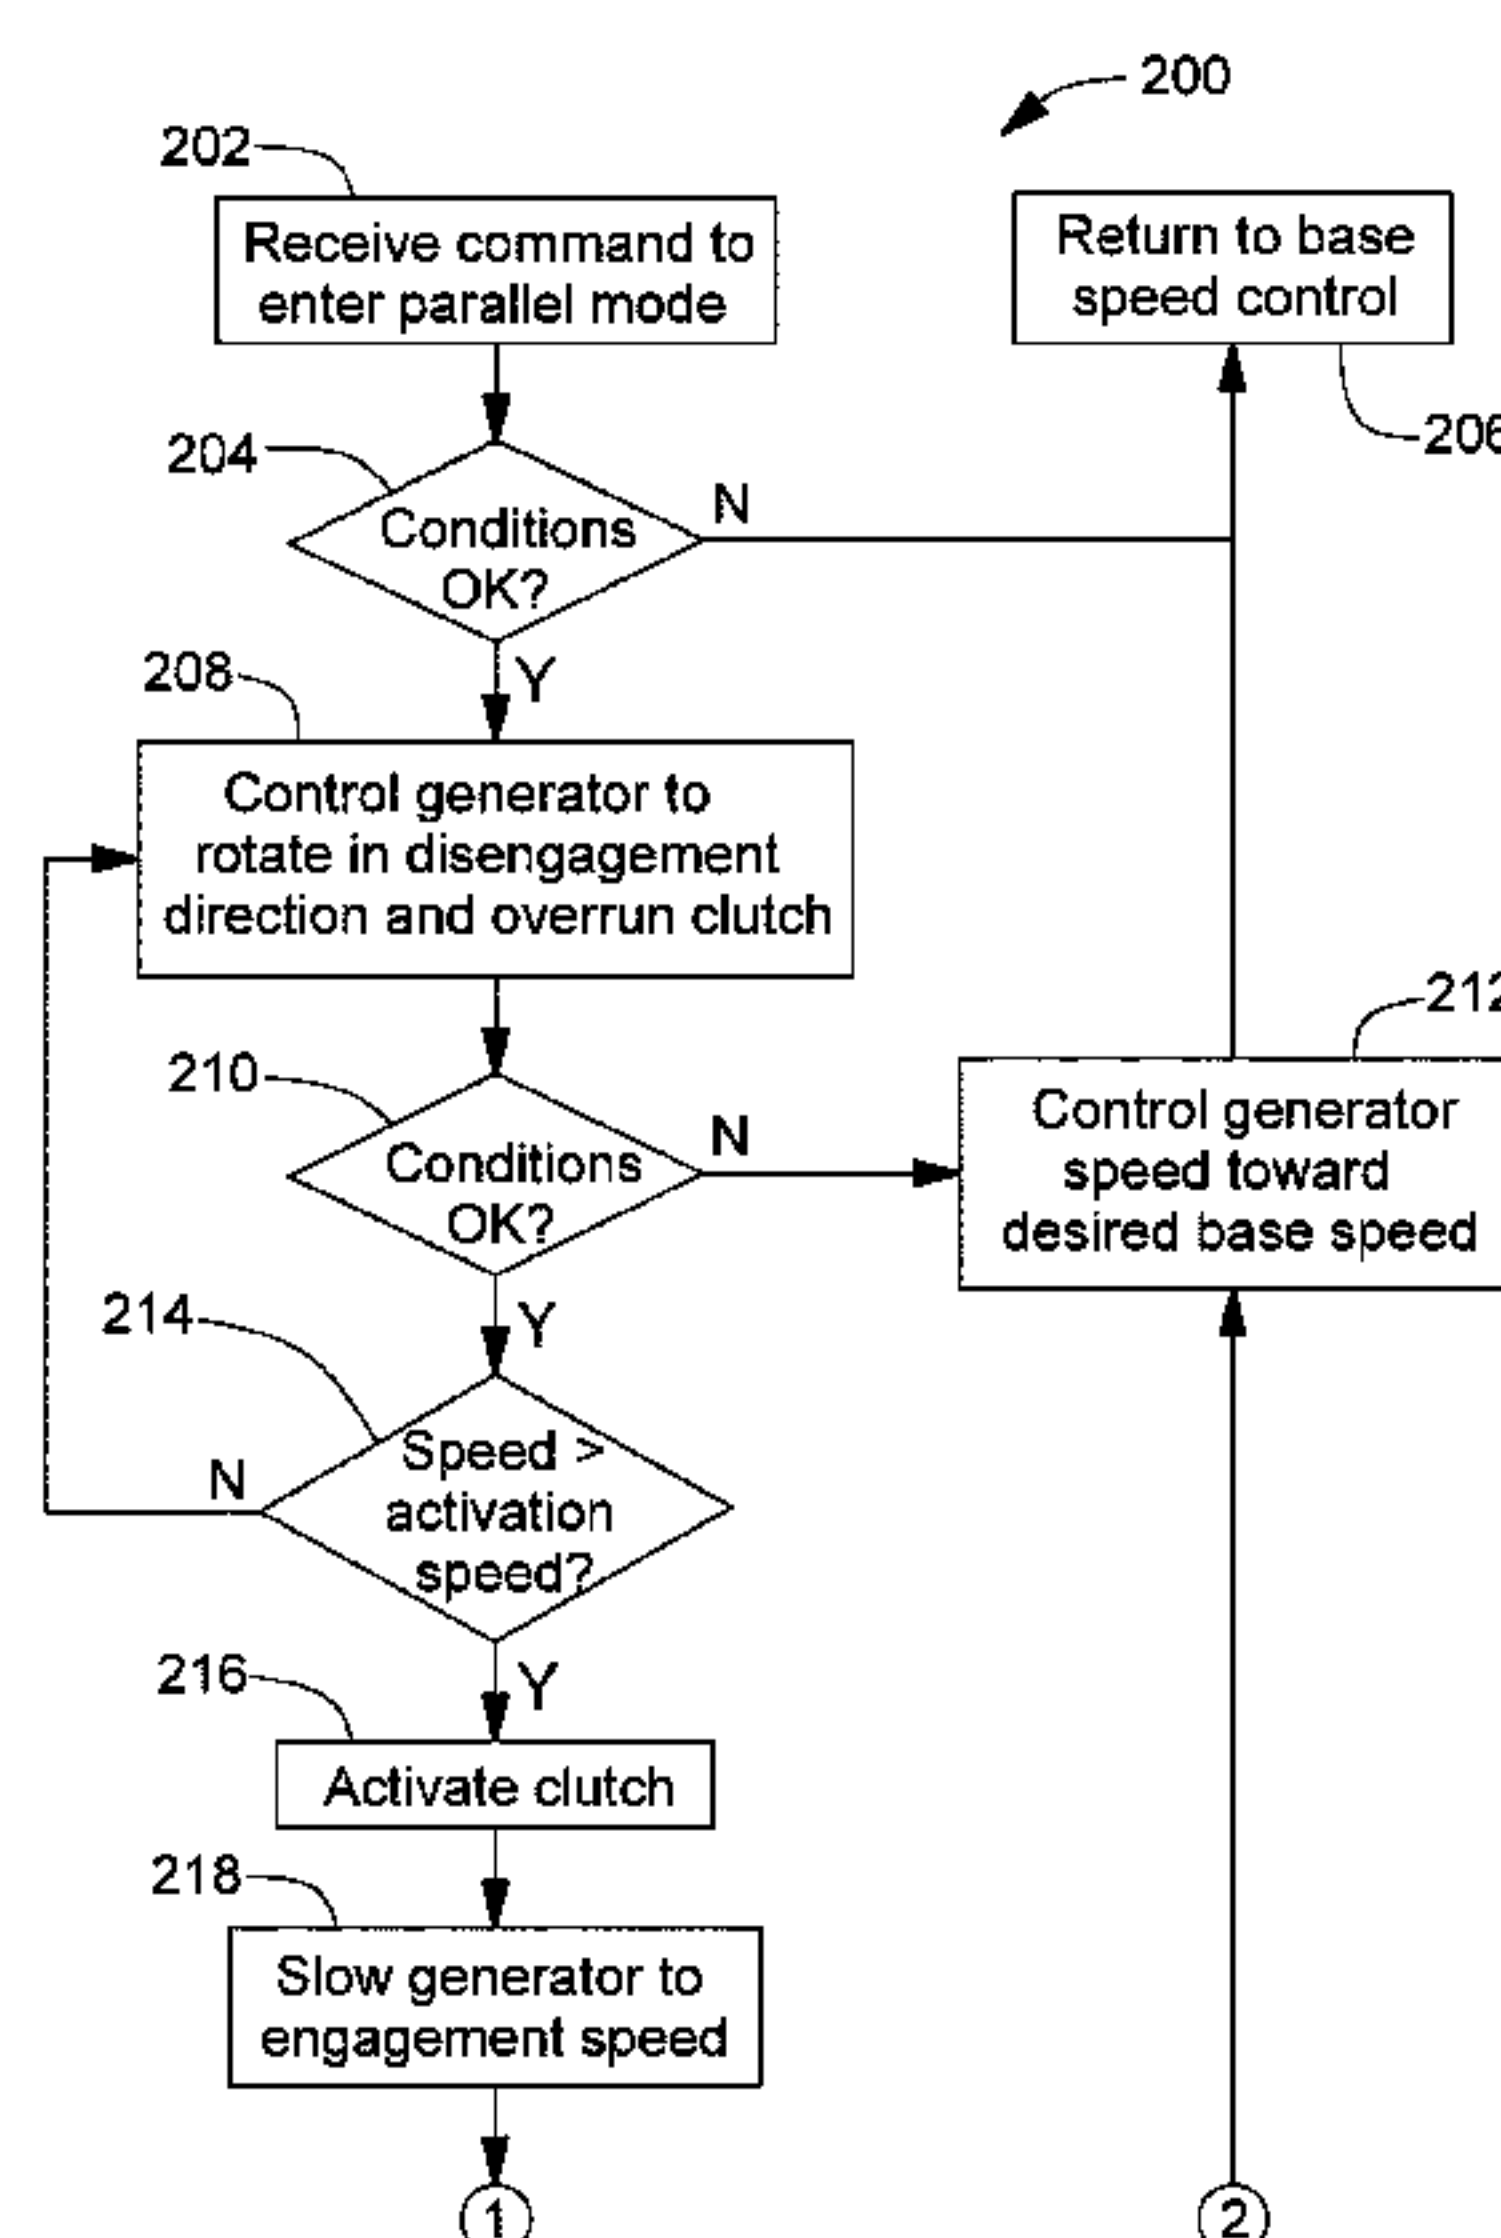 200
202
Receive command to
enter parallel mode
Return to base
speed control
206
204
Conditions
OK?
N
Y
208
Control generator to
rotate in disengagement
direction and overrun clutch
212
210
Conditions
OK?
N
Control generator
speed toward
desired base speed
Y
214
Speed >
activation
speed?
N
Y
216
Activate clutch
218
Slow generator to
engagement speed
1
2